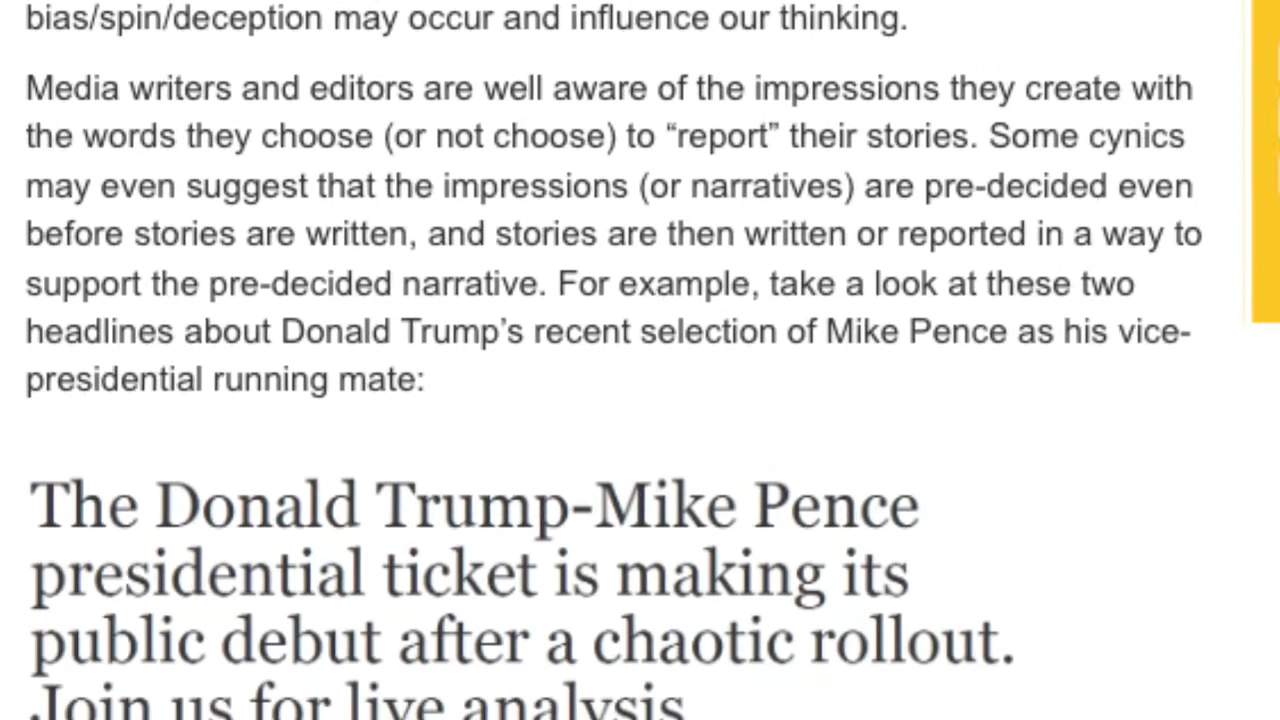 bias/spin/deception may occur and influence our thinking.
Media writers and editors are well aware of the impressions they create with
the words they choose (or not choose) to “report” their stories. Some cynics
may even suggest that the impressions (or narratives) are pre-decided even
before stories are written, and stories are then written or reported in a way to
support the pre-decided narrative. For example, take a look at these two
headlines about Donald Trump’s recent selection of Mike Pence as his vice-
presidential running mate:
The Donald Trump-Mike Pence
presidential ticket is making its
public debut after a chaotic rollout.
Join us for live analysis